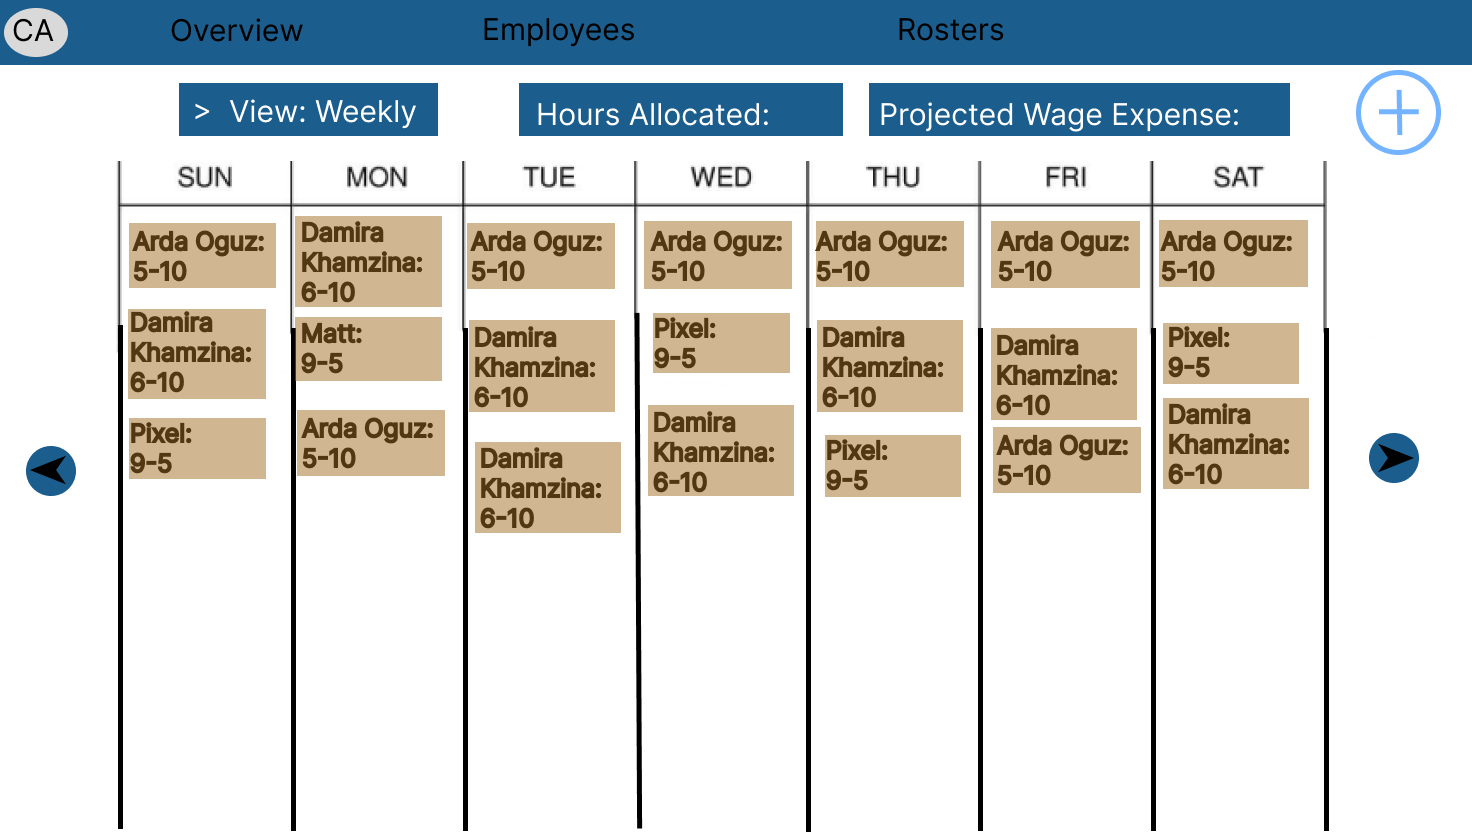 CA Overview Employees Rosters
> View: Weekly Hours Allocated: Projected Wage Expense:
SUN MON TUE WED THU FRI SAT
Arda Oguz:
5-10
Damira
Khamzina:
6-10
Pixel:
9-5
Damira
Khamzina:
6-10
Matt:
9-5
Arda Oguz:
5-10
Arda Oguz:
5-10
Damira
Khamzina:
6-10
Damira
Khamzina:
6-10
Arda Oguz:
5-10
Pixel:
9-5
Damira
Khamzina:
6-10
Arda Oguz:
5-10
Damira
Khamzina:
6-10
Pixel:
9-5
Arda Oguz:
5-10
Damira
Khamzina:
6-10
Arda Oguz:
5-10
Arda Oguz:
5-10
Pixel:
9-5
Damira
Khamzina:
6-10